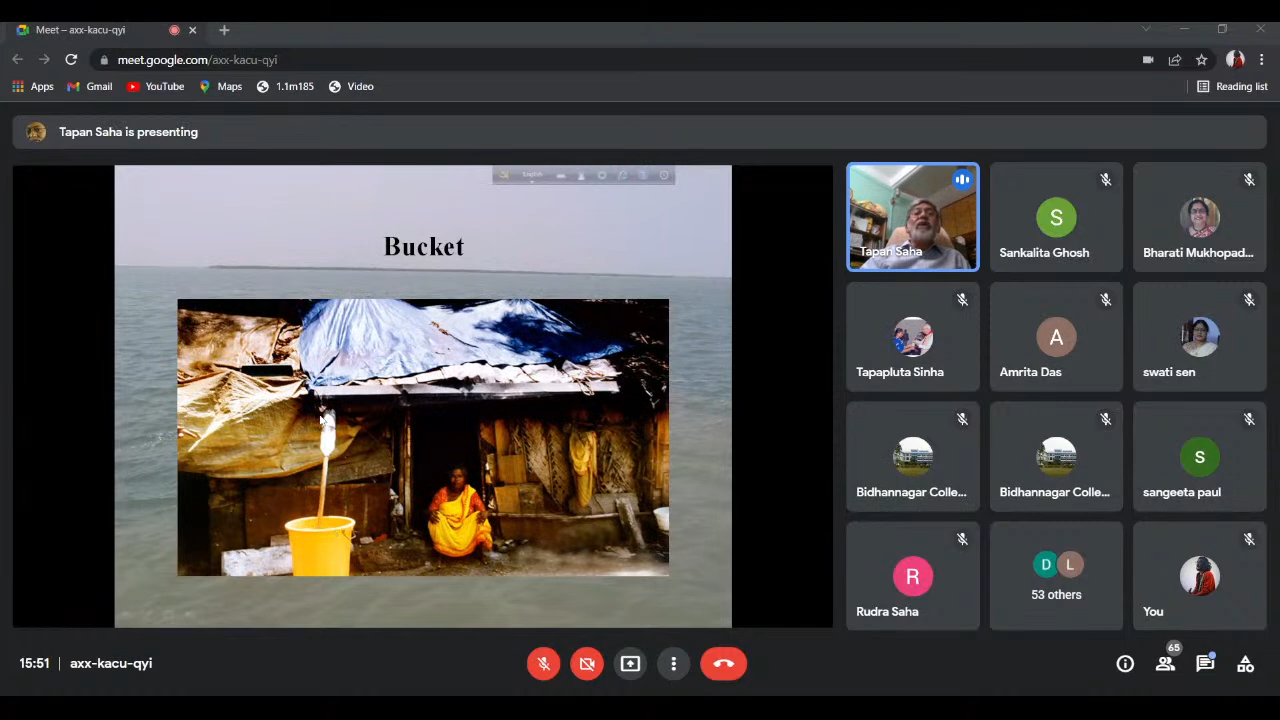 Meet – axx-kacu-qyi
meet.google.com/axx-kacu-qyi
Apps Gmail YouTube Maps 1.1m185 Video Reading list
Tapan Saha is presenting
English
Bucket
Tapan Saha
S
Sankalita Ghosh
Bharati Mukhopad...
Tapapluta Sinha
A
Amrita Das
swati sen
Bidhannagar Colle...
Bidhannagar Colle...
s
sangeeta paul
R
Rudra Saha
D L
53 others
You
15:51 axx-kacu-qyi
65